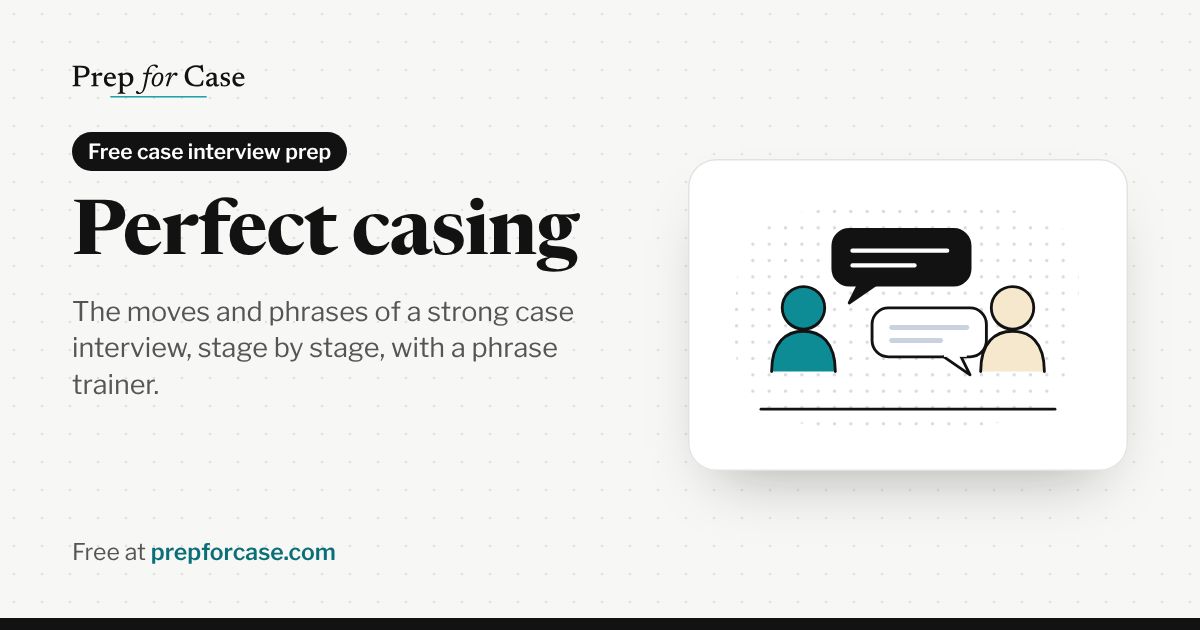 Prep for Case
Free case interview prep
Perfect casing
The moves and phrases of a strong case
interview, stage by stage, with a phrase
trainer.
Free at prepforcase.com